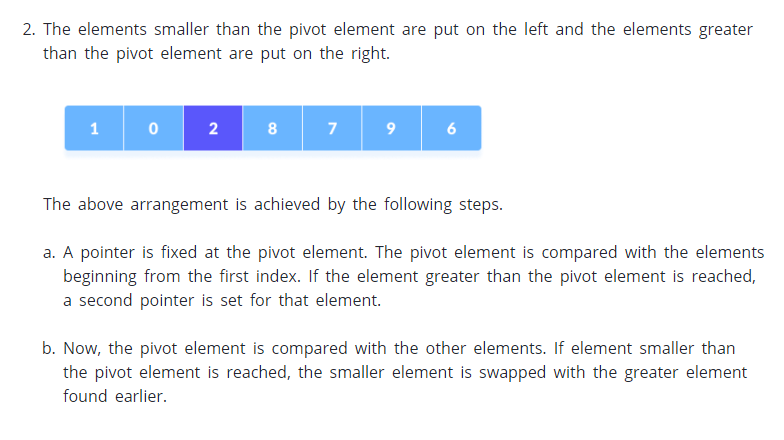 2. The elements smaller than the pivot element are put on the left and the elements greater
than the pivot element are put on the right.
1 0 2 8 7 9 6
The above arrangement is achieved by the following steps.
a. A pointer is fixed at the pivot element. The pivot element is compared with the elements
beginning from the first index. If the element greater than the pivot element is reached,
a second pointer is set for that element.
b. Now, the pivot element is compared with the other elements. If element smaller than
the pivot element is reached, the smaller element is swapped with the greater element
found earlier.